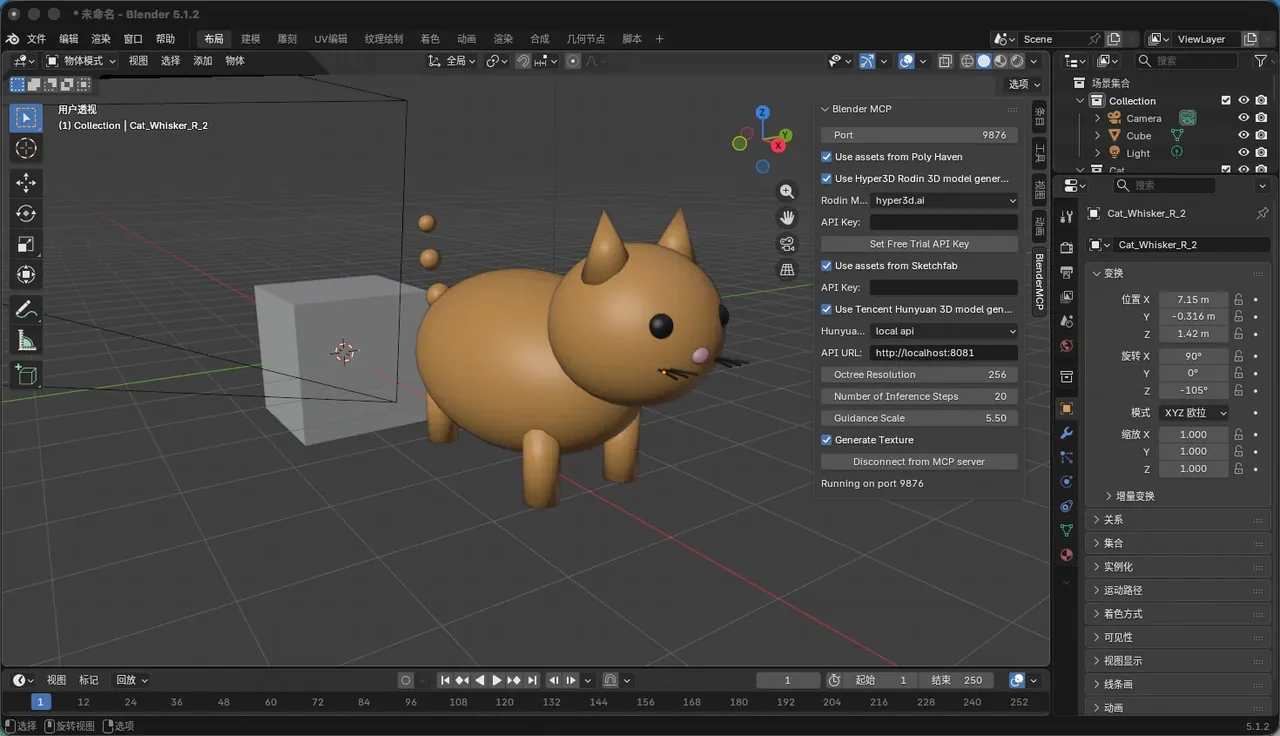 * 未命名 - Blender 5.1.2
文件 编辑 渲染 窗口 帮助 布局 建模 雕刻 UV编辑 纹理绘制 着色 动画 渲染 合成 几何节点 脚本 + Scene ViewLayer
物体模式 视图 选择 添加 物体 全局 搜索
选项
用户透视
(1) Collection | Cat_Whisker_R_2
Z
Y
X
Blender MCP
Port 9876
Use assets from Poly Haven
Use Hyper3D Rodin 3D model gener...
Rodin M... hyper3d.ai
API Key:
Set Free Trial API Key
Use assets from Sketchfab
API Key:
Use Tencent Hunyuan 3D model gen...
Hunyua... local api
API URL: http://localhost:8081
Octree Resolution 256
Number of Inference Steps 20
Guidance Scale 5.50
Generate Texture
Disconnect from MCP server
Running on port 9876
条目
工具
视图
动画
BlenderMCP
场景集合
Collection
Camera
Cube
Light
Cat
搜索
Cat_Whisker_R_2
Cat_Whisker_R_2
变换
位置 X 7.15 m
Y -0.316 m
Z 1.42 m
旋转 X 90°
Y 0°
Z -105°
模式 XYZ 欧拉
缩放 X 1.000
Y 1.000
Z 1.000
增量变换
关系
集合
实例化
运动路径
着色方式
可见性
视图显示
线条画
动画
视图 标记 回放 1 起始 1 结束 250
1 12 24 36 48 60 72 84 96 108 120 132 144 156 168 180 192 204 216 228 240 252
选择 旋转视图 选项 5.1.2